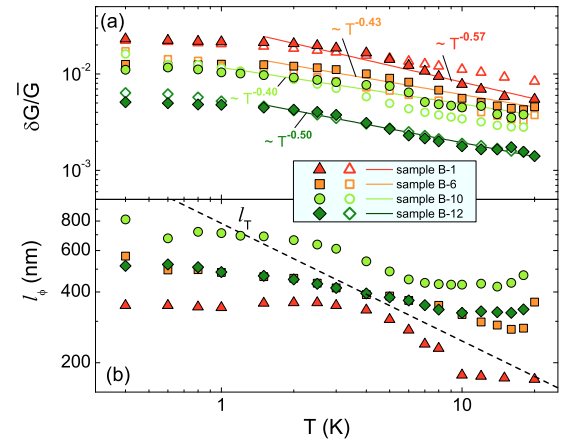 (a)
~ T^-0.43
~ T^-0.57
10^-2
~ T^-0.40
~ T^-0.50
10^-3
δG/G̅
sample B-1
sample B-6
sample B-10
sample B-12
800
l_T
600
400
200
l_ϕ (nm)
(b)
1 10
T (K)